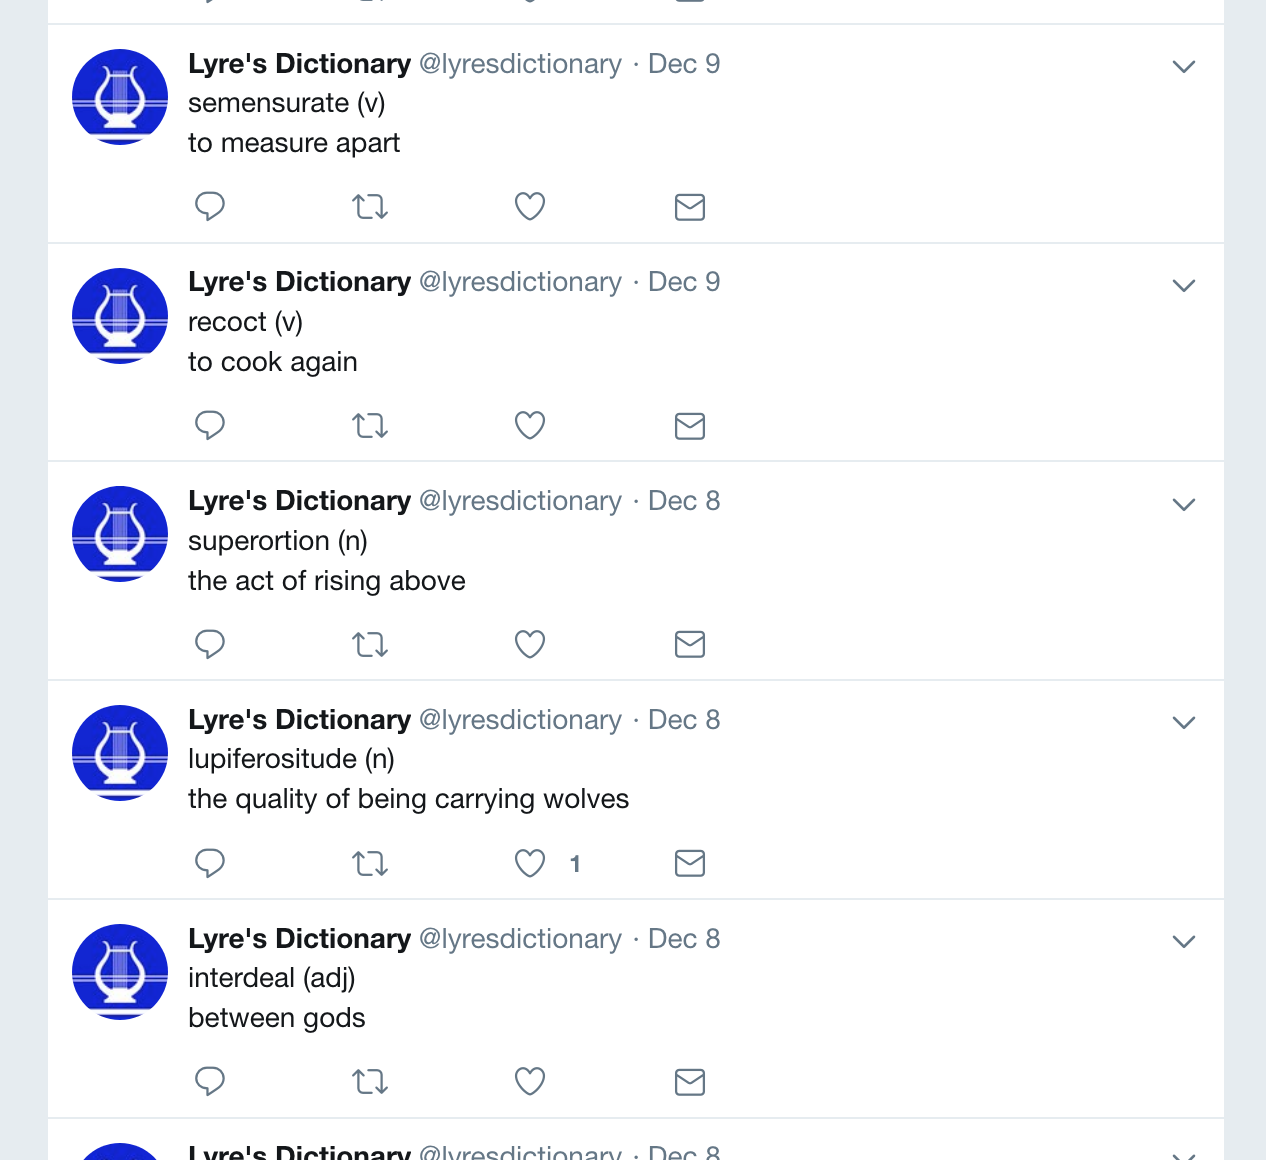 Lyre's Dictionary @lyresdictionary · Dec 9
semensurate (v)
to measure apart
Lyre's Dictionary @lyresdictionary · Dec 9
recoct (v)
to cook again
Lyre's Dictionary @lyresdictionary · Dec 8
superortion (n)
the act of rising above
Lyre's Dictionary @lyresdictionary · Dec 8
lupiferositude (n)
the quality of being carrying wolves
1
Lyre's Dictionary @lyresdictionary · Dec 8
interdeal (adj)
between gods
Lyre's Dictionary @lyresdictionary · Dec 8